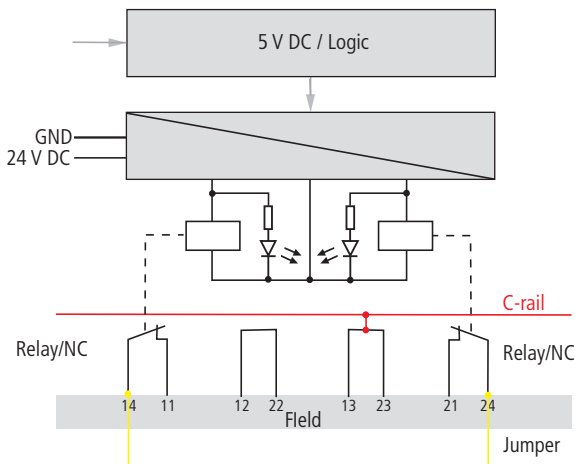 5 V DC / Logic
GND
24 V DC
C-rail
Relay/NC
Relay/NC
14 11 12 22 13 23 21 24
FIeld
Jumper